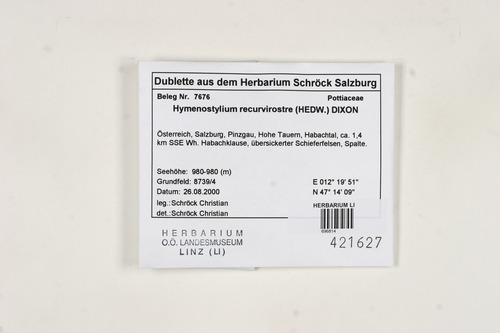 Dublette aus dem Herbarium Schröck Salzburg
Beleg Nr. 7676 Pottiaceae
Hymenostylium recurvirostre (HEDW.) DIXON
Österreich, Salzburg, Pinzgau, Hohe Tauern, Habachtal, ca. 1,4
km SSE Wh. Habachklause, übersickerter Schieferfelsen, Spalte.
Seehöhe: 980-980 (m)
Grundfeld: 8739/4 E 012° 19' 51"
Datum: 26.08.2000 N 47° 14' 09"
leg.: Schröck Christian
det.: Schröck Christian
HERBARIUM LI
HERBARIUM
O.Ö. LANDESMUSEUM
LINZ (LI)
421627